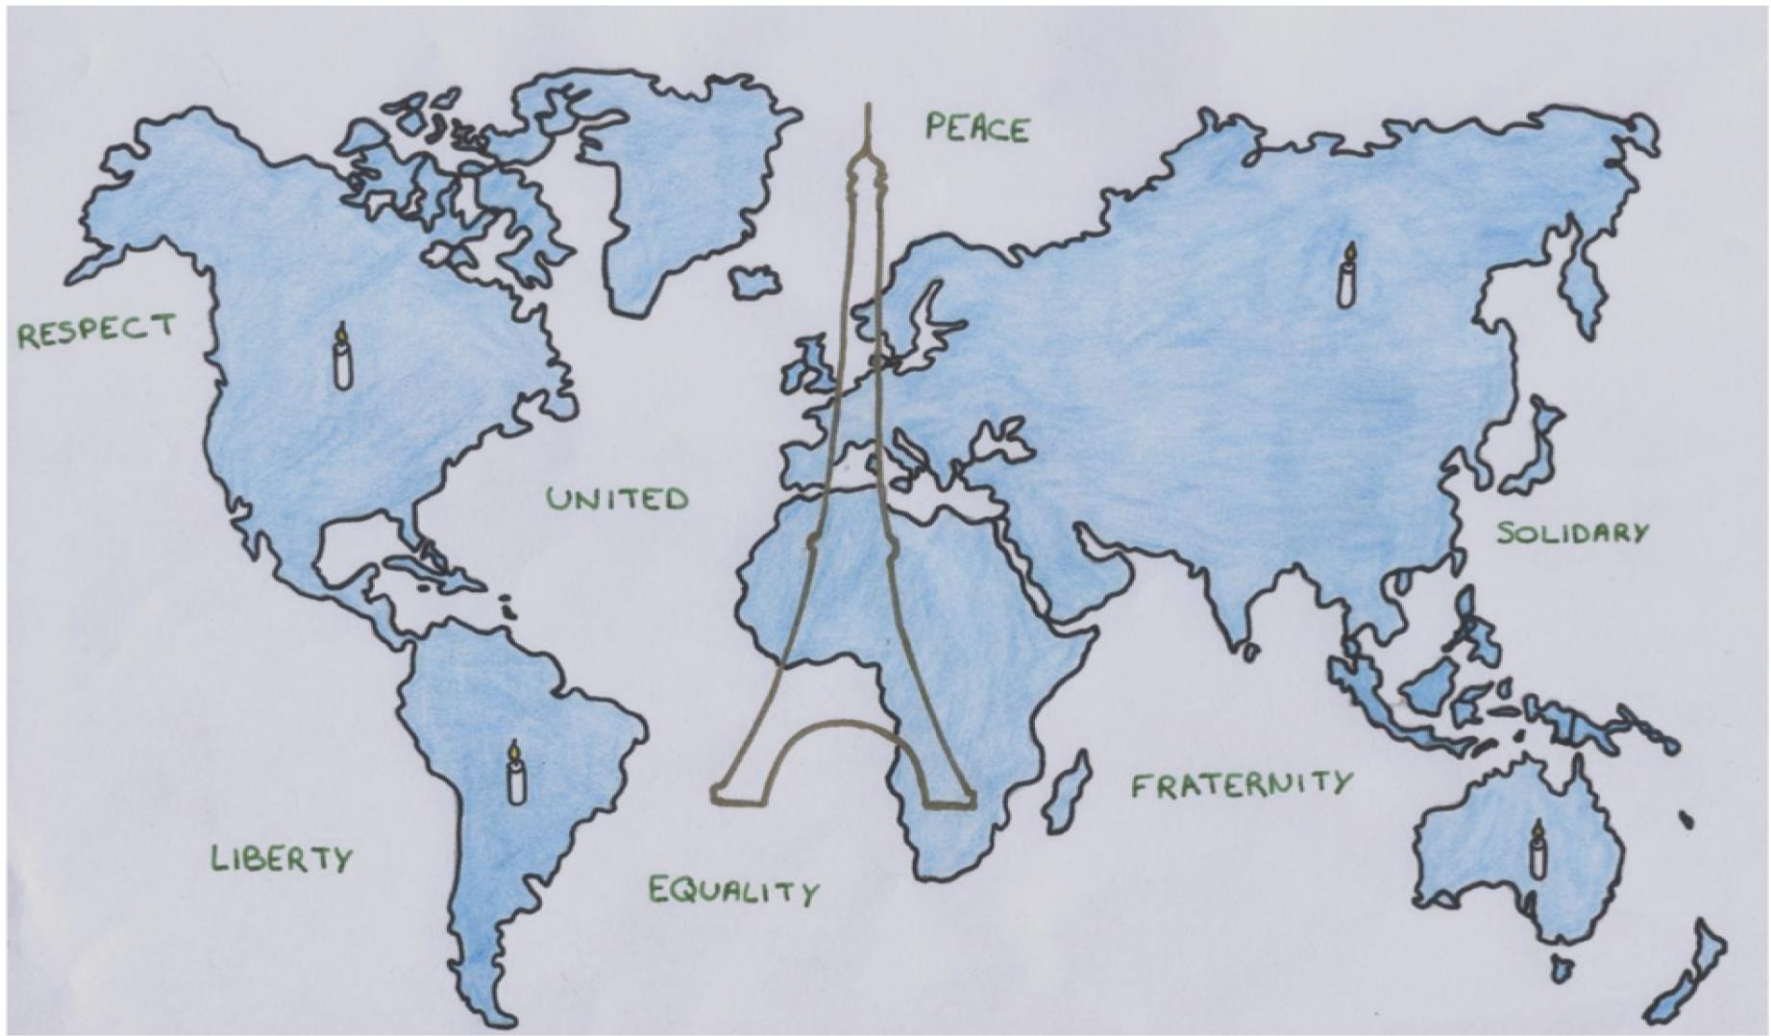 PEACE
RESPECT
UNITED
SOLIDARY
FRATERNITY
LIBERTY
EQUALITY